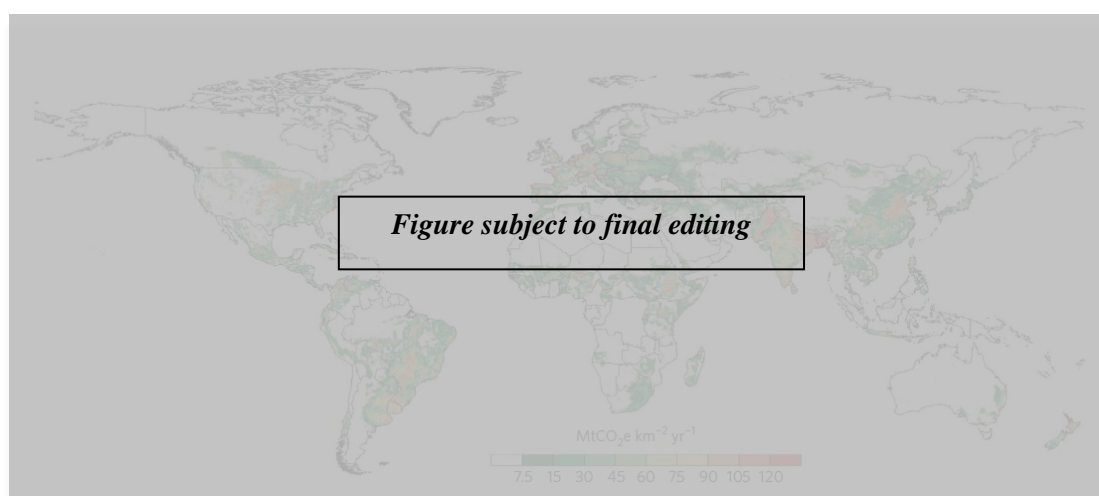 Figure subject to final editing
MtCO₂e km⁻² yr⁻¹
7.5 15 30 45 60 75 90 105 120